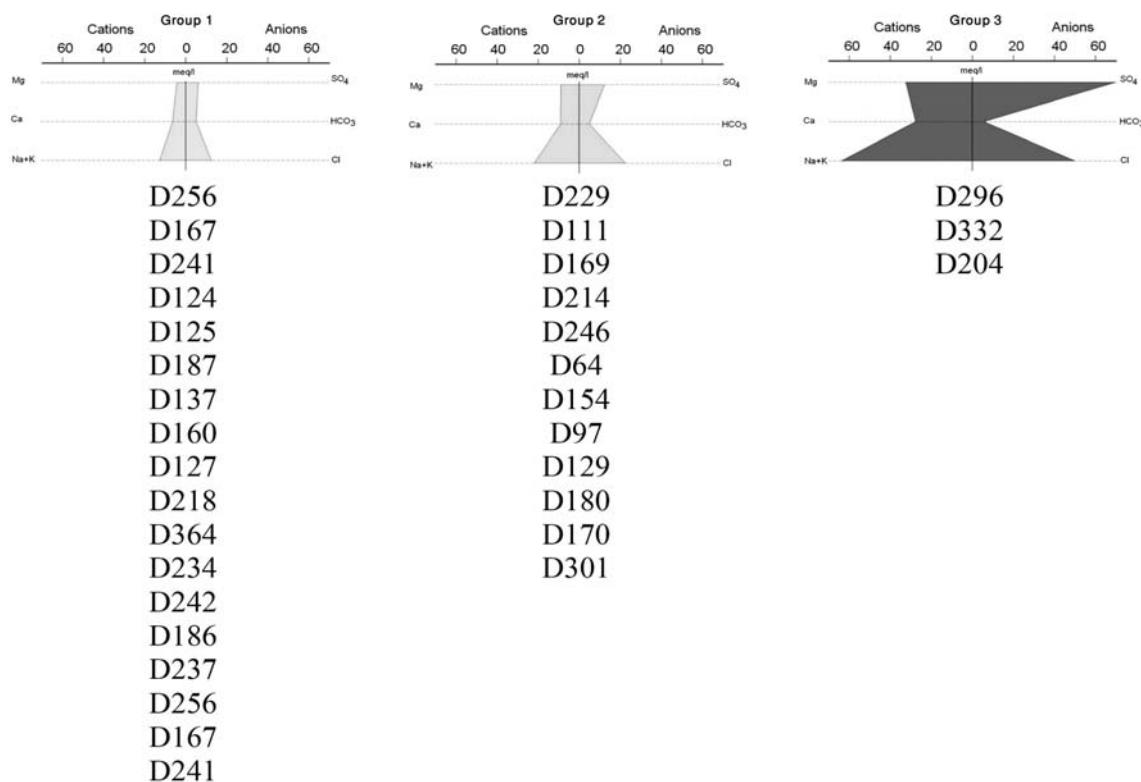 Group 1
Cations Anions
60 40 20 0 20 40 60
meq/l
Mg SO4
Ca HCO3
Na+K Cl
D256
D167
D241
D124
D125
D187
D137
D160
D127
D218
D364
D234
D242
D186
D237
D256
D167
D241
Group 2
Cations Anions
60 40 20 0 20 40 60
meq/l
Mg SO4
Ca HCO3
Na+K Cl
D229
D111
D169
D214
D246
D64
D154
D97
D129
D180
D170
D301
Group 3
Cations Anions
60 40 20 0 20 40 60
meq/l
Mg SO4
Ca HCO3
Na+K Cl
D296
D332
D204